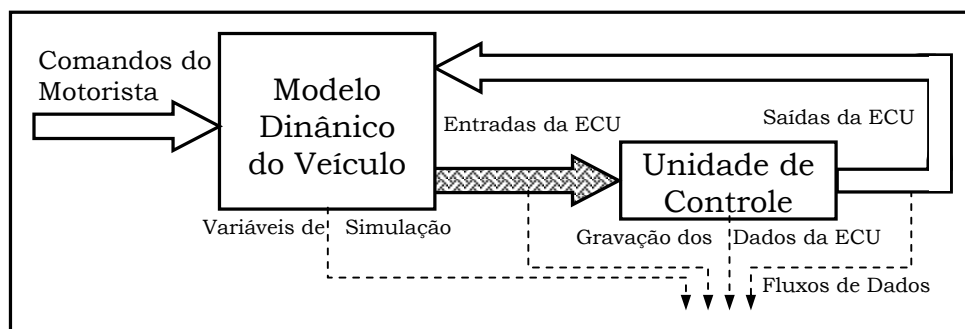 Comandos do
Motorista
Modelo
Dinânico
do Veículo
Entradas da ECU
Saídas da ECU
Unidade de
Controle
Variáveis de Simulação
Gravação dos Dados da ECU
Fluxos de Dados